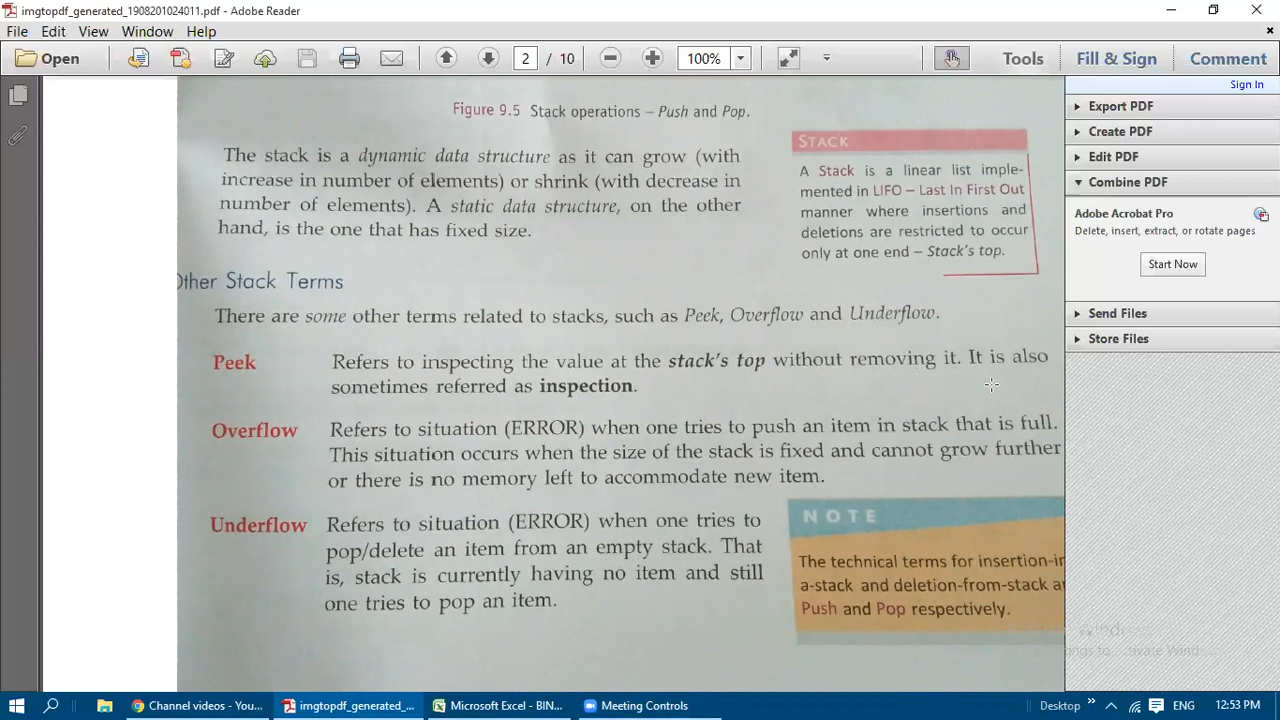 imgtopdf_generated_1908201024011.pdf - Adobe Reader
File Edit View Window Help
Open 2 / 10 100% Tools Fill & Sign Comment
Sign In
Export PDF
Create PDF
Edit PDF
Combine PDF
Adobe Acrobat Pro
Delete, insert, extract, or rotate pages
Start Now
Send Files
Store Files
Figure 9.5 Stack operations – Push and Pop.
The stack is a dynamic data structure as it can grow (with
increase in number of elements) or shrink (with decrease in
number of elements). A static data structure, on the other
hand, is the one that has fixed size.
STACK
A Stack is a linear list imple-
mented in LIFO – Last In First Out
manner where insertions and
deletions are restricted to occur
only at one end – Stack's top.
Other Stack Terms
There are some other terms related to stacks, such as Peek, Overflow and Underflow.
Peek Refers to inspecting the value at the stack's top without removing it. It is also
sometimes referred as inspection.
Overflow Refers to situation (ERROR) when one tries to push an item in stack that is full.
This situation occurs when the size of the stack is fixed and cannot grow further
or there is no memory left to accommodate new item.
Underflow Refers to situation (ERROR) when one tries to
pop/delete an item from an empty stack. That
is, stack is currently having no item and still
one tries to pop an item.
NOTE
The technical terms for insertion-in
a-stack and deletion-from-stack
Push and Pop respectively.
Channel videos - You... imgtopdf_generated_... Microsoft Excel - BIN... Meeting Controls Desktop ENG 12:53 PM